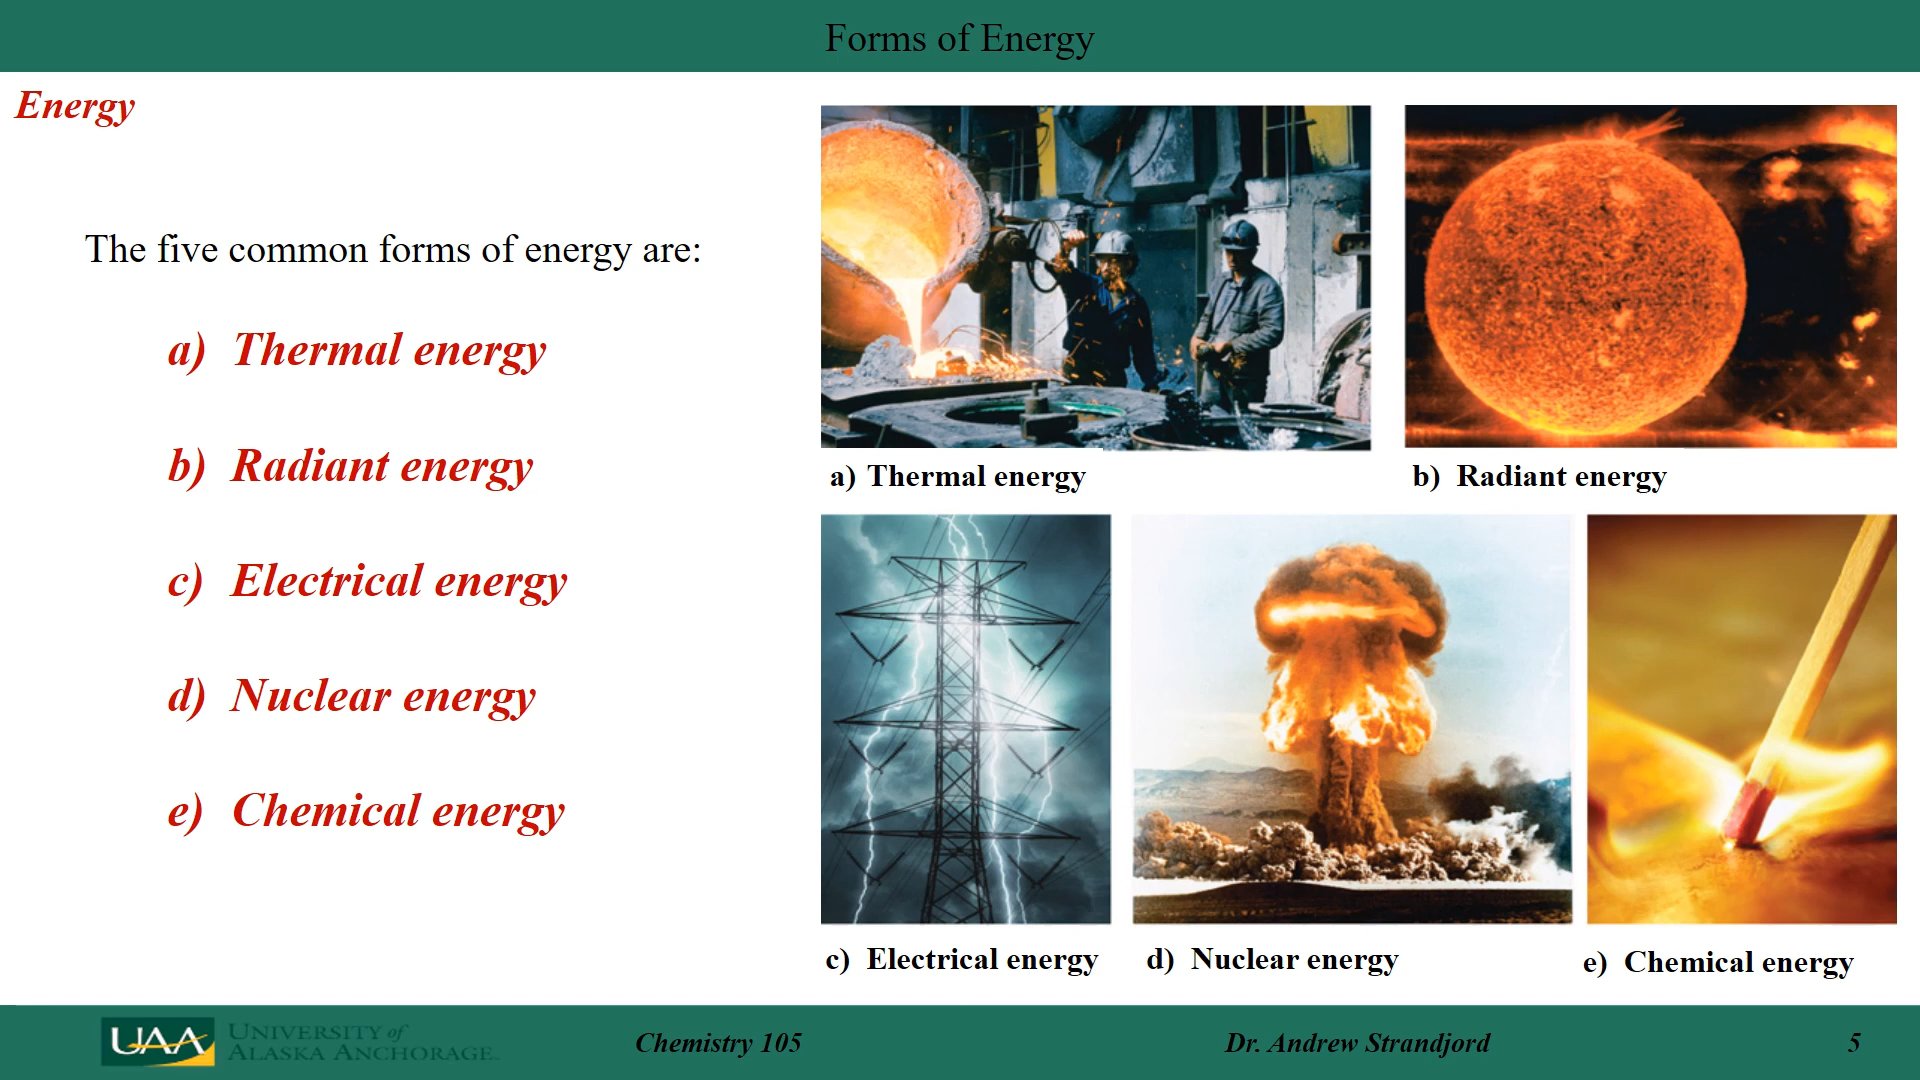 Forms of Energy
Energy
The five common forms of energy are:
a) Thermal energy
b) Radiant energy
c) Electrical energy
d) Nuclear energy
e) Chemical energy
a) Thermal energy
b) Radiant energy
c) Electrical energy
d) Nuclear energy
e) Chemical energy
UAA
UNIVERSITY of
ALASKA ANCHORAGE
Chemistry 105
Dr. Andrew Strandjord
5